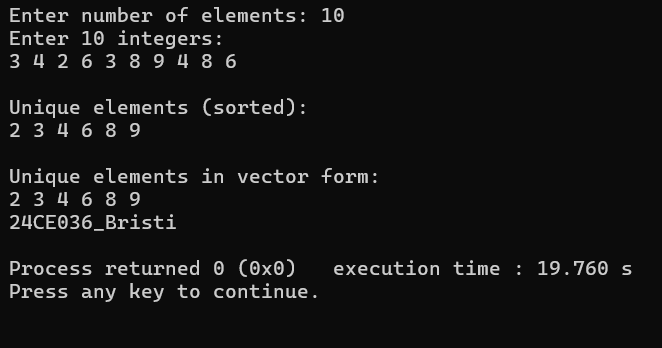 Enter number of elements: 10
Enter 10 integers:
3 4 2 6 3 8 9 4 8 6
Unique elements (sorted):
2 3 4 6 8 9
Unique elements in vector form:
2 3 4 6 8 9
24CE036_Bristi
Process returned 0 (0x0)   execution time : 19.760 s
Press any key to continue.